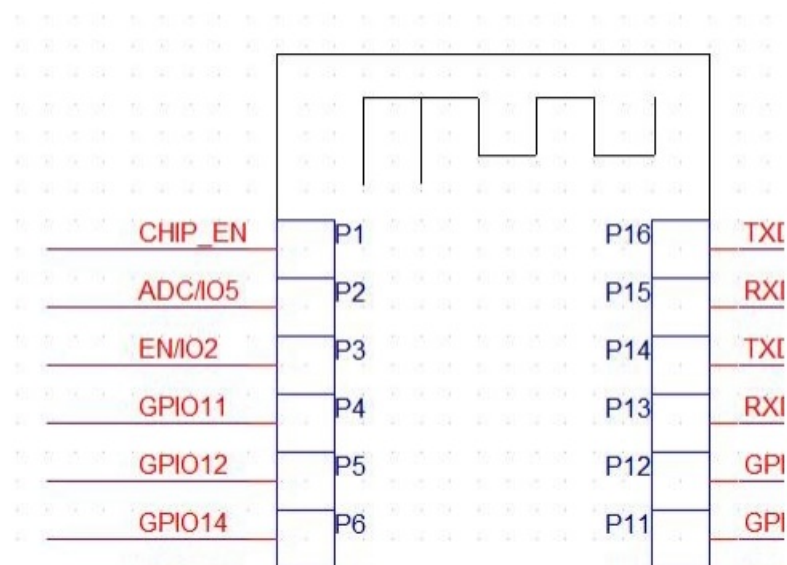 CHIP_EN P1 P16
ADC/IO5 P2 P15
EN/IO2 P3 P14
GPIO11 P4 P13
GPIO12 P5 P12
GPIO14 P6 P11